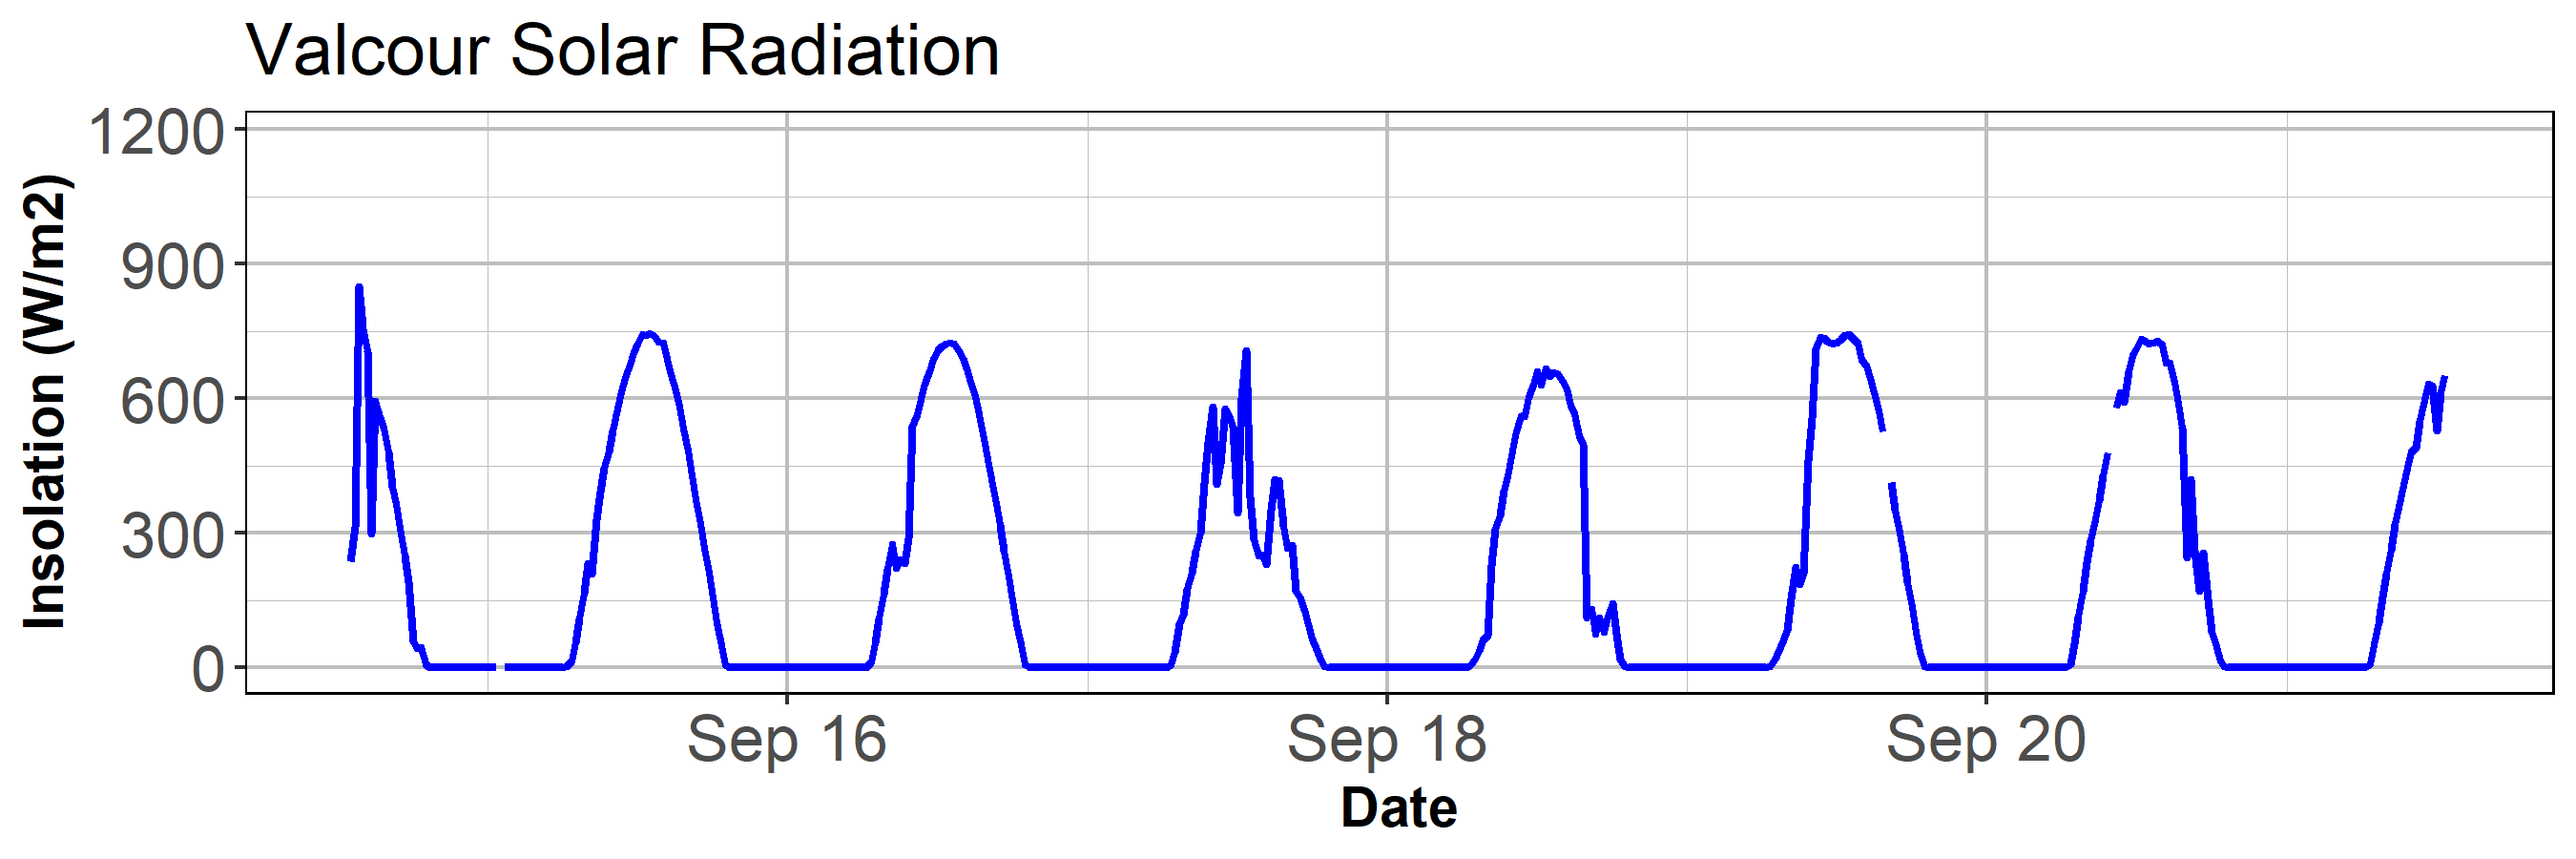 Valcour Solar Radiation
Insolation (W/m2)
1200
900
600
300
0
Sep 16
Sep 18
Sep 20
Date